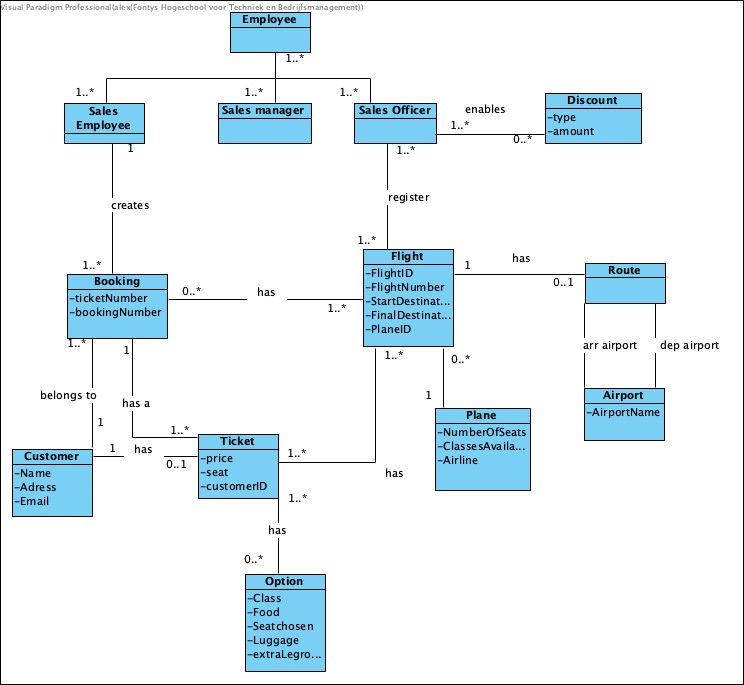 Visual Paradigm Professional(alex(Fontys Hogeschool voor Techniek en Bedrijfsmanagement))
Employee
1..*
1..*
1..*
1..*
Sales
Employee
Sales manager
Sales Officer
enables
1..*
0..*
Discount
-type
-amount
1
1..*
creates
register
1..*
1..*
Booking
-ticketNumber
-bookingNumber
0..*
has
1..*
Flight
-FlightID
-FlightNumber
-StartDestinat...
-FinalDestinat...
-PlaneID
1
has
0..1
Route
arr airport
dep airport
Airport
-AirportName
1..*
1
belongs to
has a
1
1..*
1..*
0..*
1
Plane
-NumberOfSeats
-ClassesAvaila...
-Airline
Customer
-Name
-Adress
-Email
1
has
0..1
Ticket
-price
-seat
-customerID
1..*
has
1..*
has
0..*
Option
-Class
-Food
-Seatchosen
-Luggage
-extraLegro...